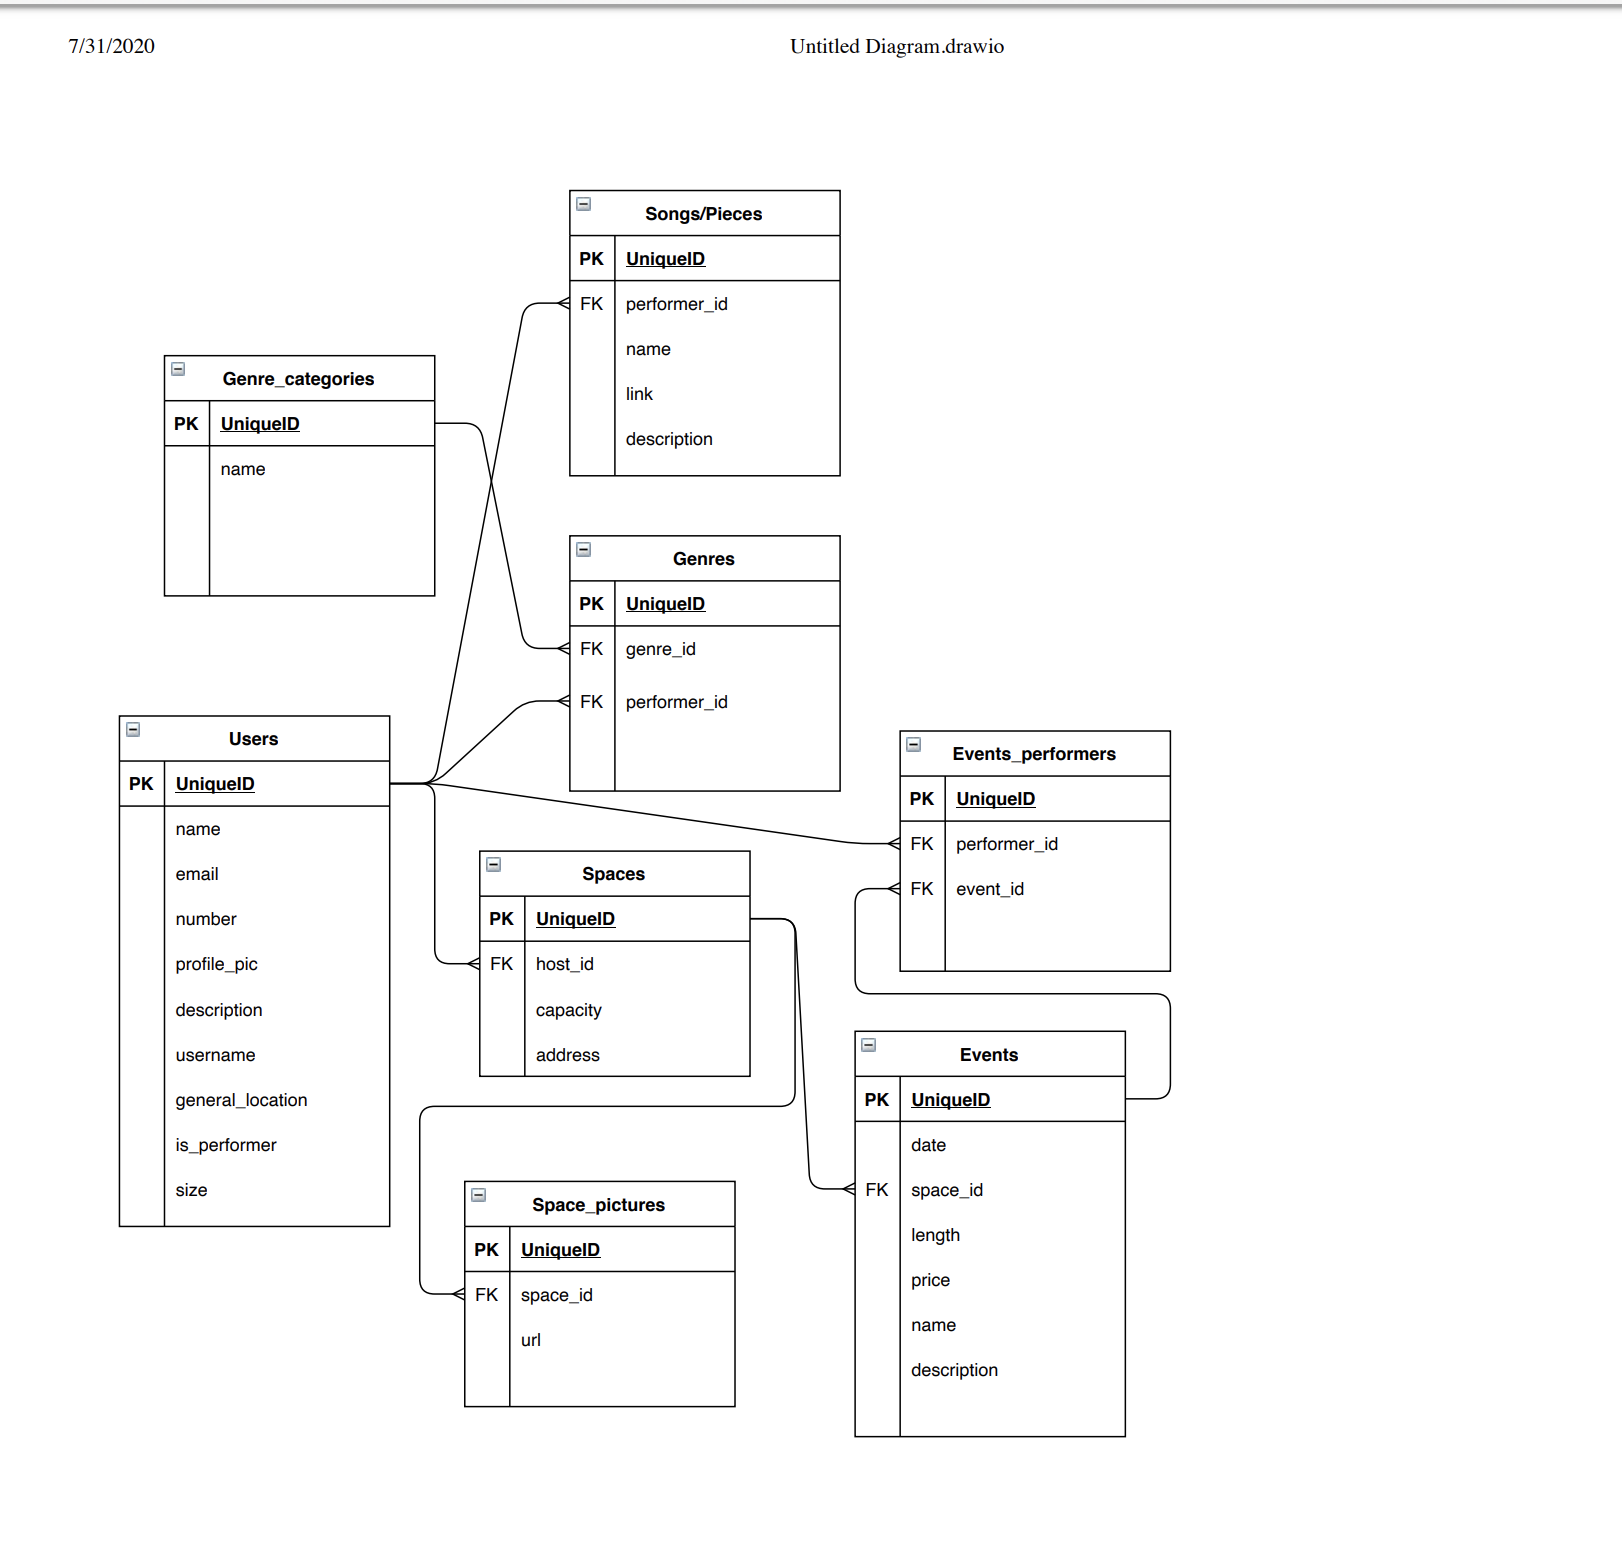 7/31/2020 Untitled Diagram.drawio
Songs/Pieces
PK UniqueID
FK performer_id
name
link
description
Genre_categories
PK UniqueID
name
Genres
PK UniqueID
FK genre_id
FK performer_id
Users
PK UniqueID
name
email
number
profile_pic
description
username
general_location
is_performer
size
Events_performers
PK UniqueID
FK performer_id
FK event_id
Spaces
PK UniqueID
FK host_id
capacity
address
Events
PK UniqueID
date
FK space_id
length
price
name
description
Space_pictures
PK UniqueID
FK space_id
url